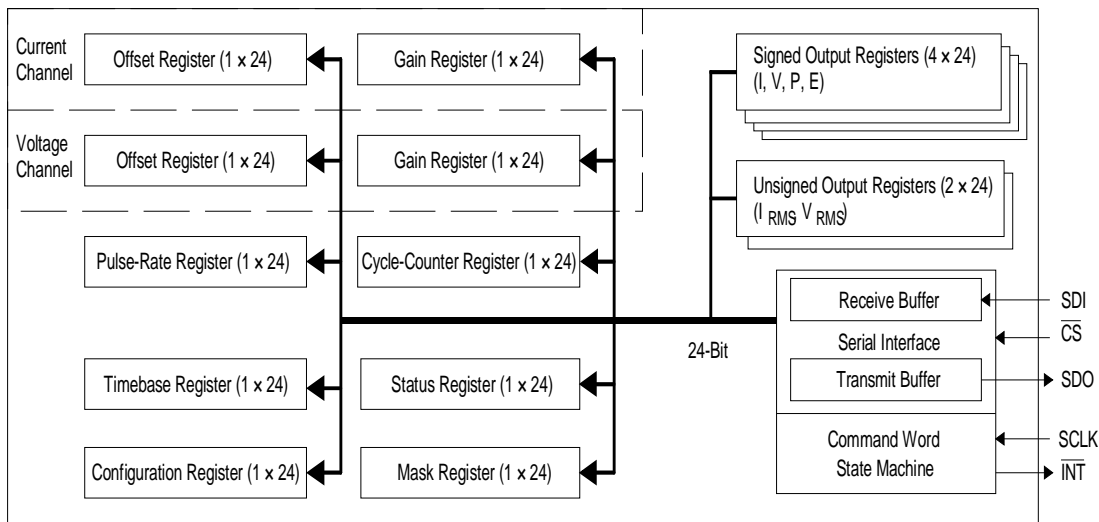 Current
Channel
Offset Register (1 × 24)
Gain Register (1 × 24)
Signed Output Registers (4 × 24)
(I, V, P, E)
Voltage
Channel
Offset Register (1 × 24)
Gain Register (1 × 24)
Unsigned Output Registers (2 × 24)
(I RMS, V RMS)
Pulse-Rate Register (1 × 24)
Cycle-Counter Register (1 × 24)
Receive Buffer
SDI
Serial Interface
CS
24-Bit
Timebase Register (1 × 24)
Status Register (1 × 24)
Transmit Buffer
SDO
Configuration Register (1 × 24)
Mask Register (1 × 24)
Command Word
State Machine
SCLK
INT